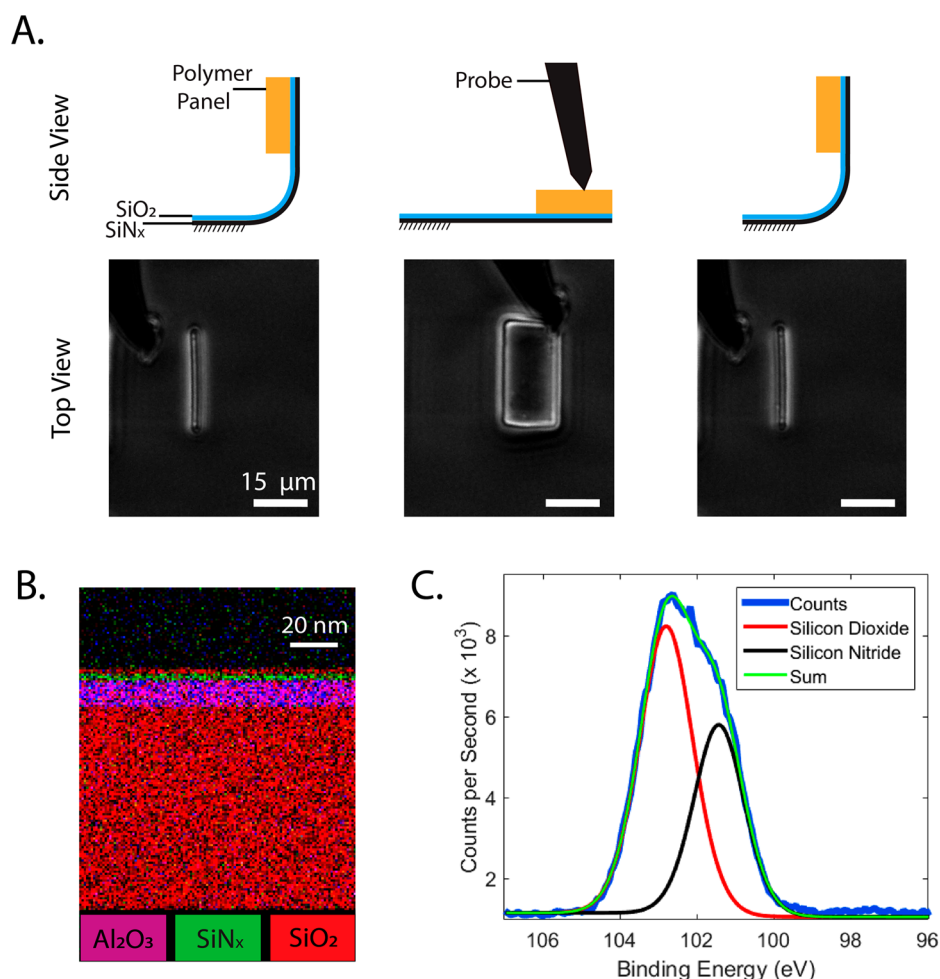 A.
Side View
Polymer
Panel
Probe
SiO₂
SiNₓ
Top View
15 μm
B.
20 nm
Al₂O₃
SiNₓ
SiO₂
C.
Counts per Second (x 10³)
8
6
4
2
Counts
Silicon Dioxide
Silicon Nitride
Sum
106 104 102 100 98 96
Binding Energy (eV)